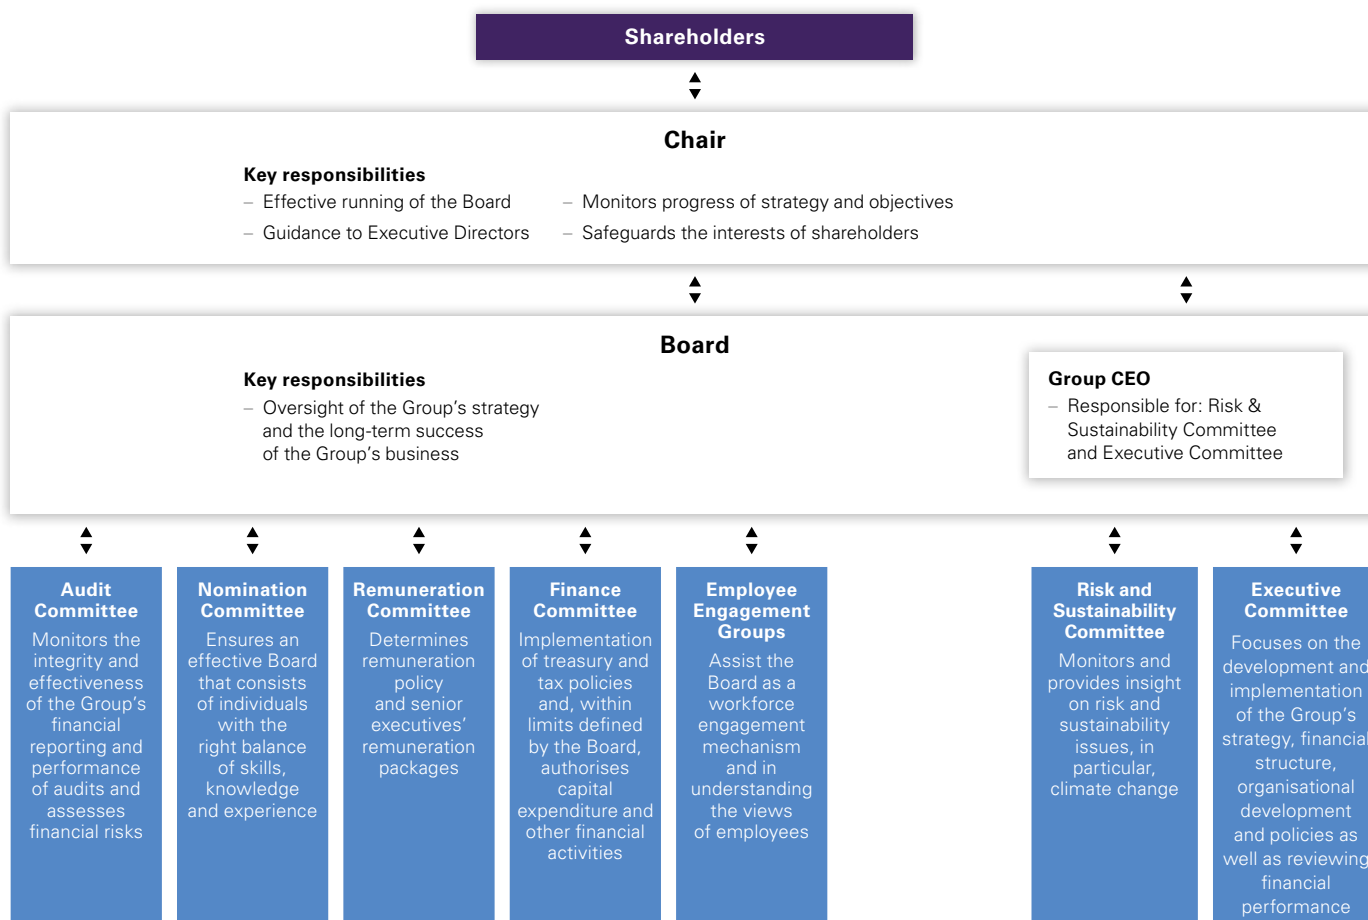 Shareholders
Chair
Key responsibilities
– Effective running of the Board
– Guidance to Executive Directors
– Monitors progress of strategy and objectives
– Safeguards the interests of shareholders
Board
Key responsibilities
– Oversight of the Group’s strategy
and the long-term success
of the Group’s business
Group CEO
– Responsible for: Risk &
Sustainability Committee
and Executive Committee
Audit
Committee
Monitors the
integrity and
effectiveness
of the Group’s
financial
reporting and
performance
of audits and
assesses
financial risks
Nomination
Committee
Ensures an
effective Board
that consists
of individuals
with the
right balance
of skills,
knowledge
and experience
Remuneration
Committee
Determines
remuneration
policy
and senior
executives’
remuneration
packages
Finance
Committee
Implementation
of treasury and
tax policies
and, within
limits defined
by the Board,
authorises
capital
expenditure and
other financial
activities
Employee
Engagement
Groups
Assist the
Board as a
workforce
engagement
mechanism
and in
understanding
the views
of employees
Risk and
Sustainability
Committee
Monitors and
provides insight
on risk and
sustainability
issues, in
particular,
climate change
Executive
Committee
Focuses on the
development and
implementation
of the Group’s
strategy, financial
structure,
organisational
development
and policies as
well as reviewing
financial
performance